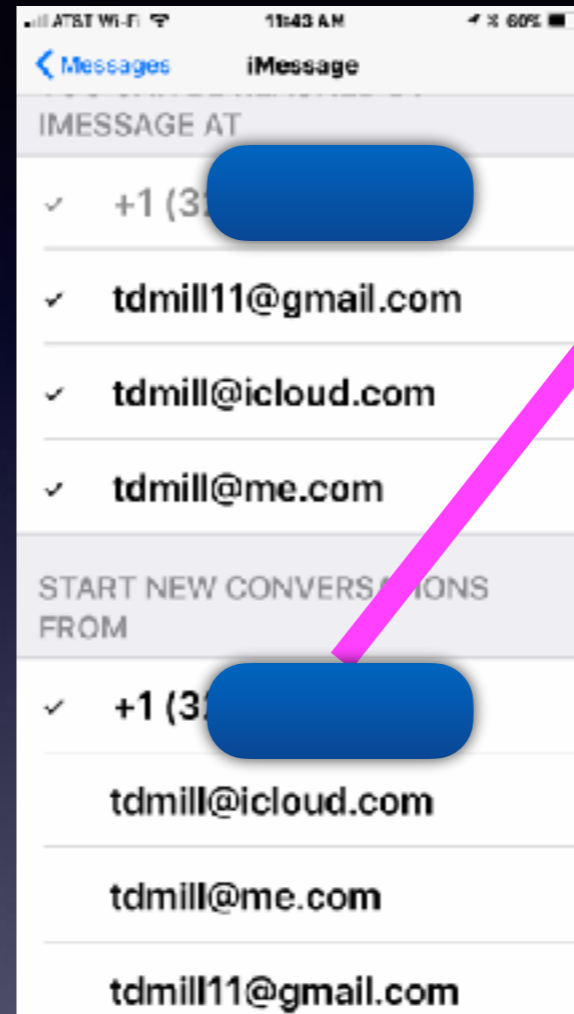 AT&T Wi-Fi 11:43 AM 60%
Messages iMessage
IMESSAGE AT
✓ +1 (3
✓ tdmill11@gmail.com
✓ tdmill@icloud.com
✓ tdmill@me.com
START NEW CONVERSATIONS
FROM
✓ +1 (3
tdmill@icloud.com
tdmill@me.com
tdmill11@gmail.com